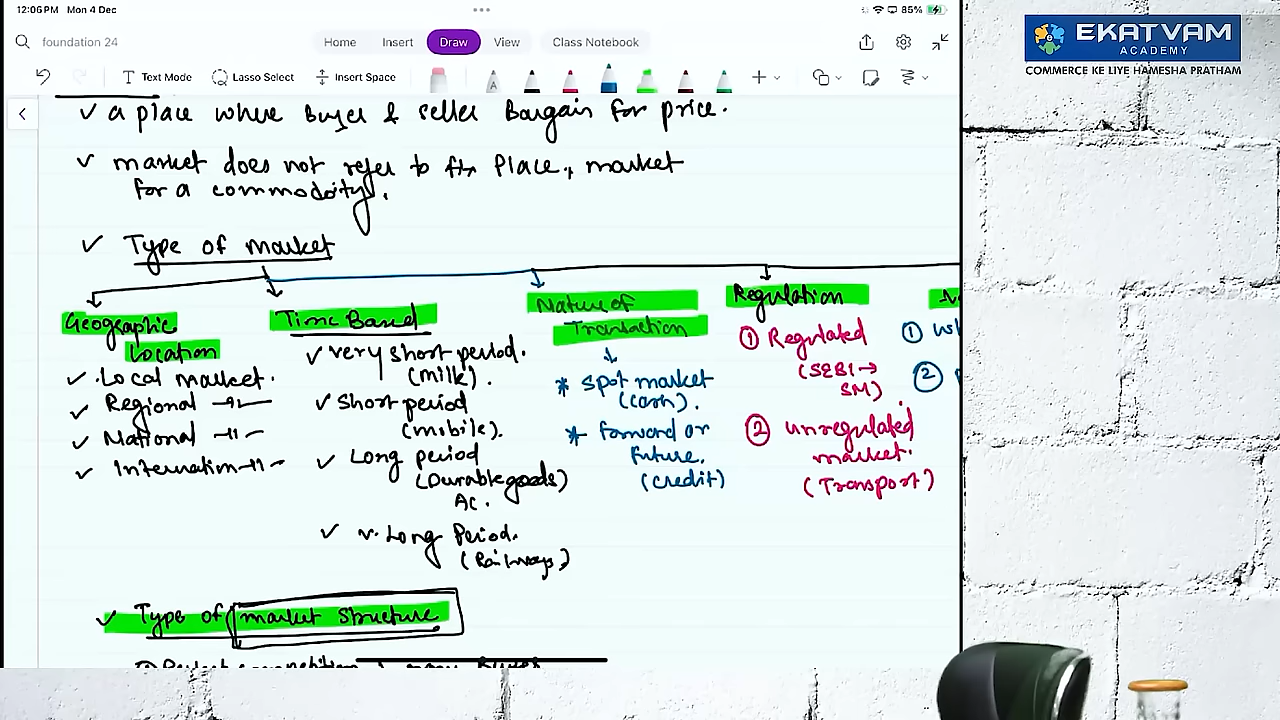 12:06PM Mon 4 Dec
85%
foundation 24
Home Insert Draw View Class Notebook
Text Mode Lasso Select Insert Space
EKATVAM
ACADEMY
COMMERCE KE LIYE HAMESHA PRATHAM
✓ a place where Buyer & seller Bargain for price.
✓ market does not refer to the Place, market
for a commodity.
✓ Type of market
Geographic
Location
✓ Local market.
✓ Regional -"-
✓ National -"-
✓ Internation-"-
Time Based
✓ very short period.
(milk).
✓ short period
(mobile).
✓ Long period
(Durable goods)
AC.
✓ v. Long Period.
(Railways)
Nature of
Transaction
* spot market
(cash).
* forward or
future.
(credit)
Regulation
① Regulated
(SEBI→
SM)
② unregulated
market.
(Transport)
①
②
✓ Type of market structure